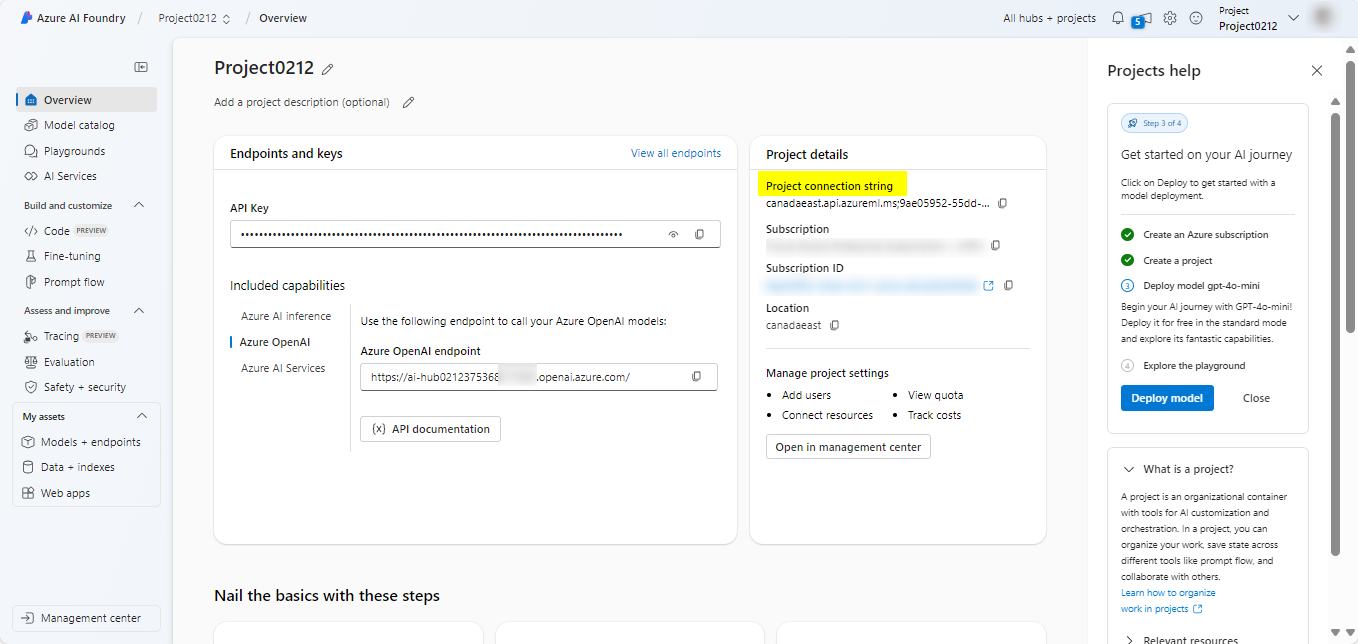 Azure AI Foundry / Project0212 / Overview
All hubs + projects
5
Project
Project0212
Overview
Model catalog
Playgrounds
AI Services
Build and customize
Code PREVIEW
Fine-tuning
Prompt flow
Assess and improve
Tracing PREVIEW
Evaluation
Safety + security
My assets
Models + endpoints
Data + indexes
Web apps
Management center
Project0212
Add a project description (optional)
Endpoints and keys
View all endpoints
API Key
Included capabilities
Azure AI inference
Azure OpenAI
Azure AI Services
Use the following endpoint to call your Azure OpenAI models:
Azure OpenAI endpoint
https://ai-hub0212375368 .openai.azure.com/
{x} API documentation
Project details
Project connection string
canadaeast.api.azureml.ms;9ae05952-55dd-...
Subscription
Subscription ID
Location
canadaeast
Manage project settings
• Add users
• View quota
• Connect resources
• Track costs
Open in management center
Nail the basics with these steps
Projects help
Step 3 of 4
Get started on your AI journey
Click on Deploy to get started with a
model deployment.
Create an Azure subscription
Create a project
3 Deploy model gpt-4o-mini
Begin your AI journey with GPT-4o-mini!
Deploy it for free in the standard mode
and explore its fantastic capabilities.
4 Explore the playground
Deploy model
Close
What is a project?
A project is an organizational container
with tools for AI customization and
orchestration. In a project, you can
organize your work, save state across
different tools like prompt flow, and
collaborate with others.
Learn how to organize
work in projects
Relevant resources